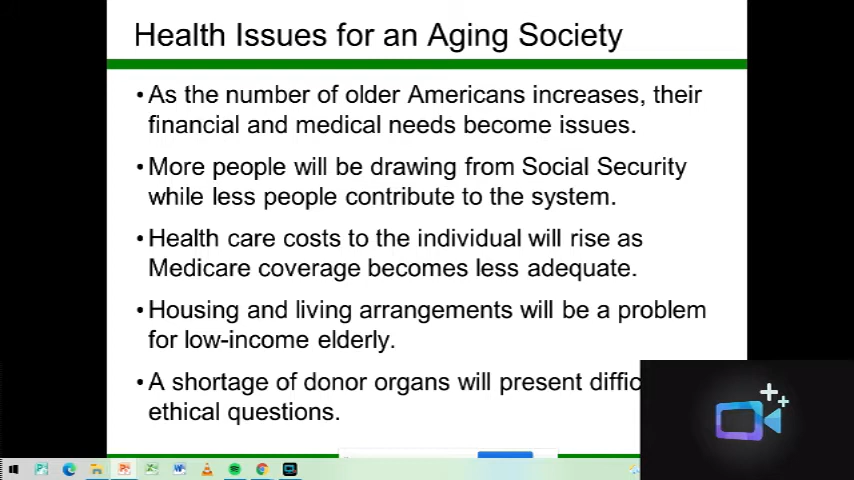 Health Issues for an Aging Society
•As the number of older Americans increases, their
financial and medical needs become issues.
•More people will be drawing from Social Security
while less people contribute to the system.
•Health care costs to the individual will rise as
Medicare coverage becomes less adequate.
•Housing and living arrangements will be a problem
for low-income elderly.
•A shortage of donor organs will present
ethical questions.